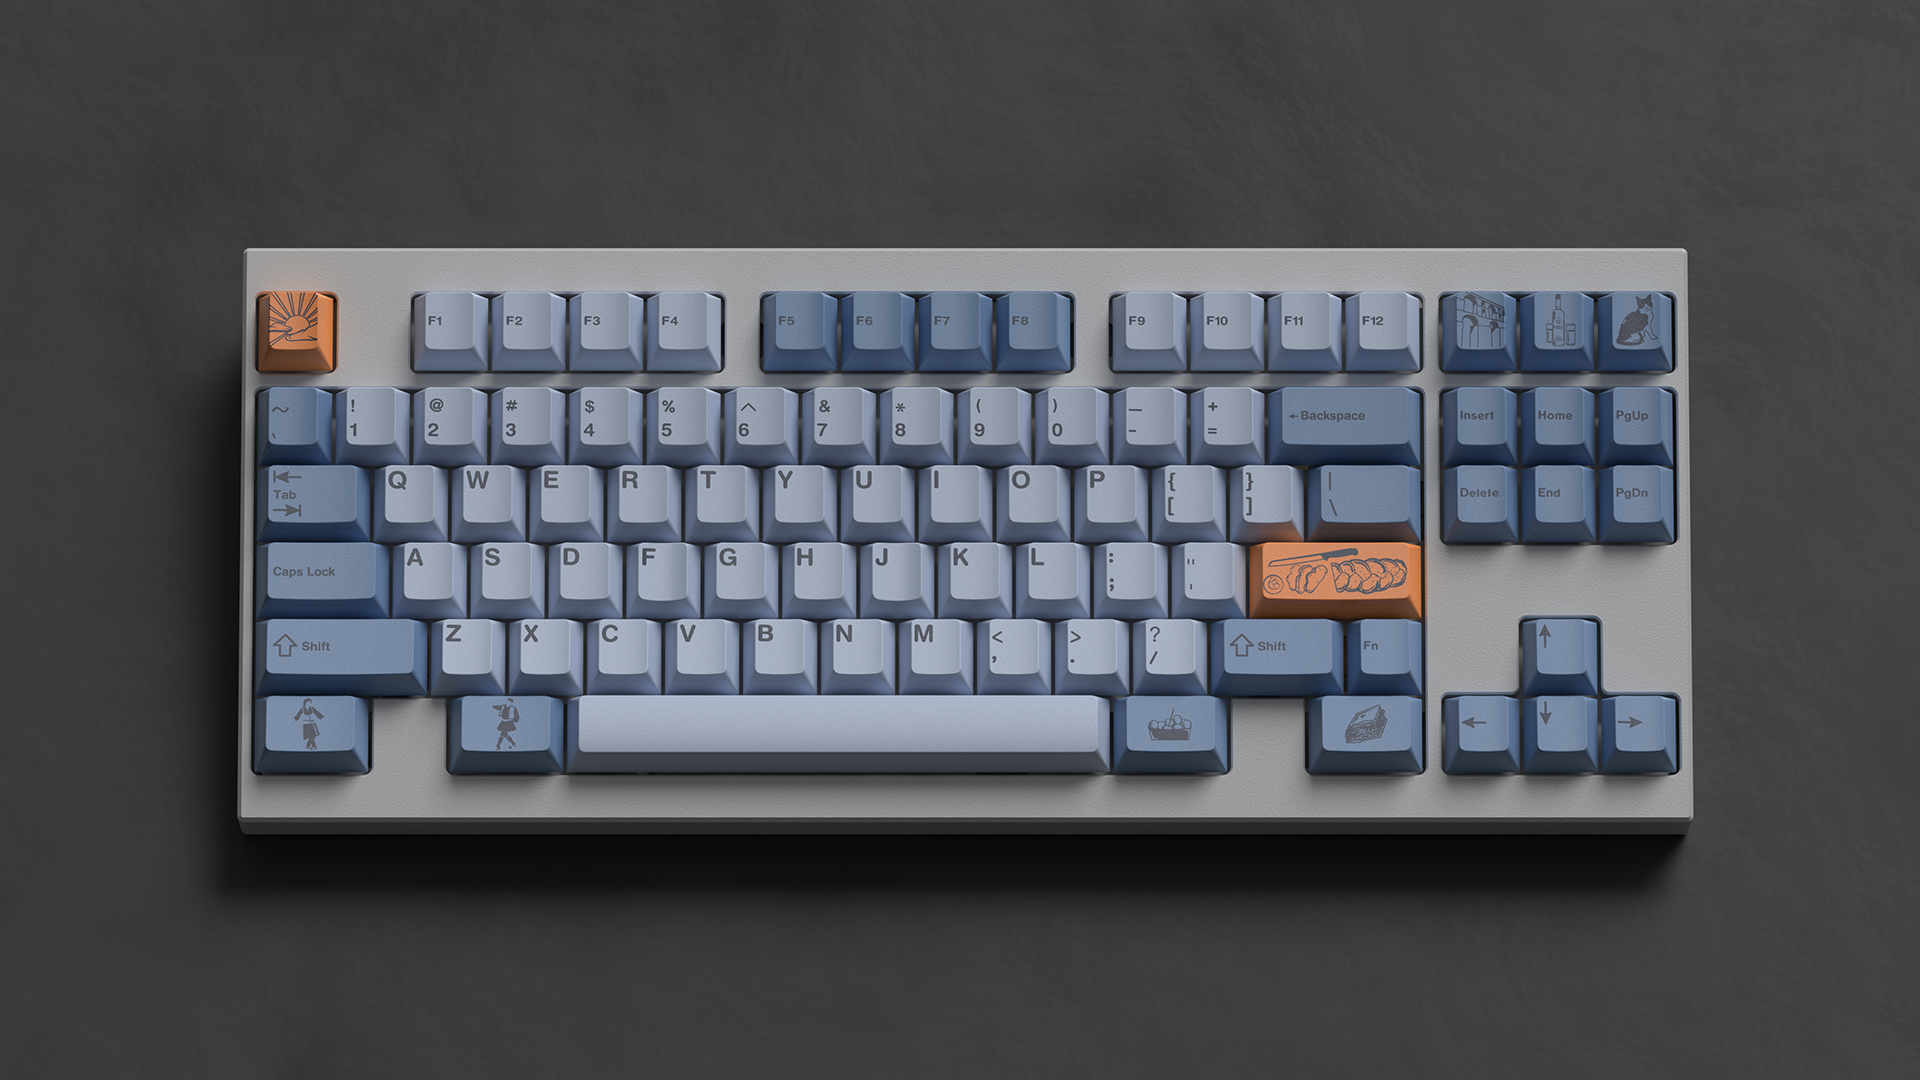 F1 F2 F3 F4 F5 F6 F7 F8 F9 F10 F11 F12
~ ! @ # $ % ^ & * ( ) — +
` 1 2 3 4 5 6 7 8 9 0 - = ←Backspace Insert Home PgUp
Tab Q W E R T Y U I O P { [ } ] | \ Delete End PgDn
Caps Lock A S D F G H J K L : ; " '
Shift Z X C V B N M < , > . ? / Shift Fn ↑
← ↓ →